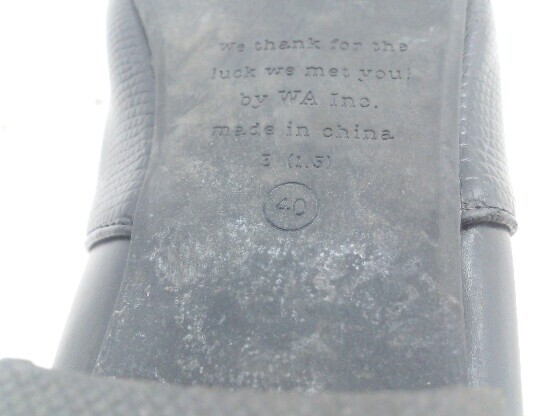 we thank for the
luck we met you!
by WA Inc.
made in china
3 (1.5)
40